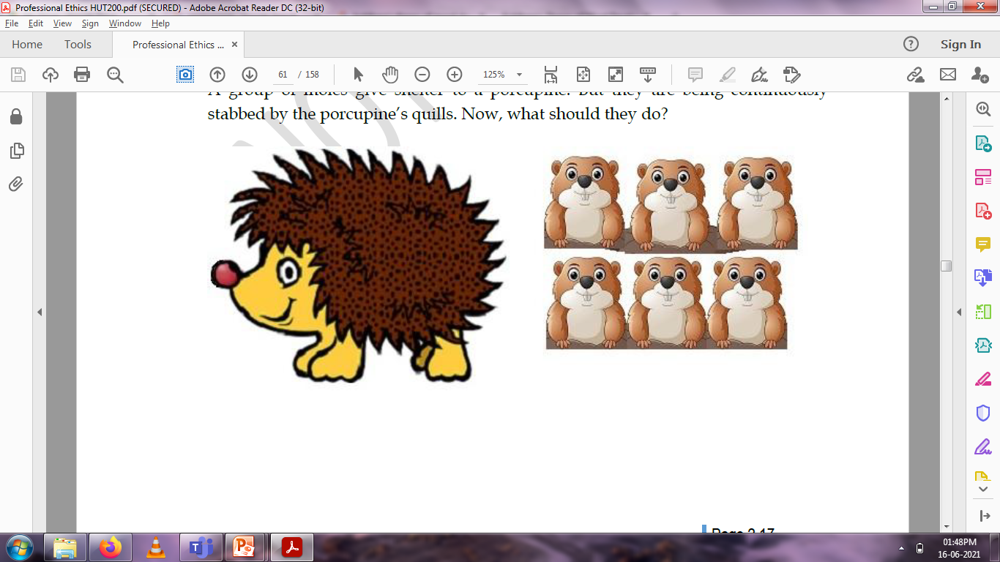 Professional Ethics HUT200.pdf (SECURED) - Adobe Acrobat Reader DC (32-bit)
File Edit View Sign Window Help
Home Tools Professional Ethics ... × Sign In
61 / 158 125%
A group of moles give shelter to a porcupine. But they are being continuously
stabbed by the porcupine’s quills. Now, what should they do?
Page 2.17
01:48PM
16-06-2021